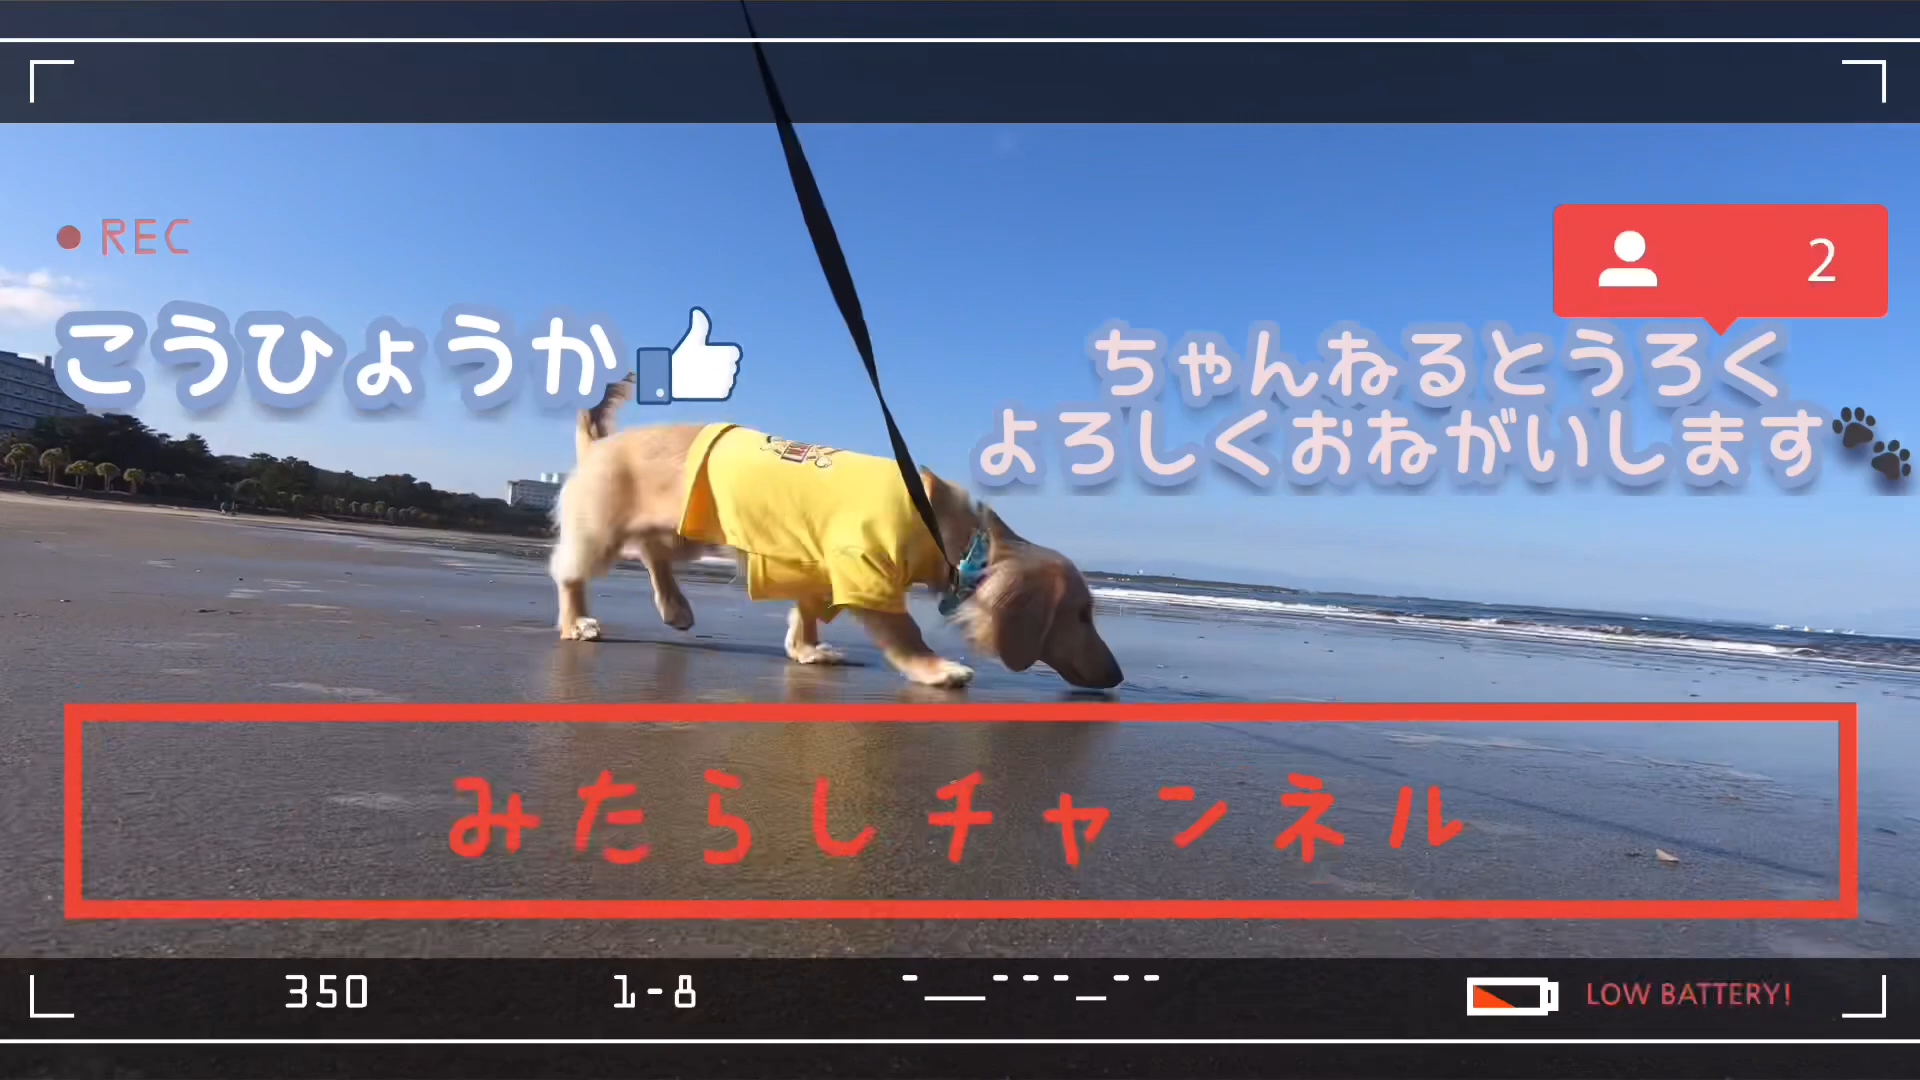 REC
2
こうひょうか
ちゃんねるとうろく
よろしくおねがいします
みたらしチャンネル
350
1-8
LOW BATTERY!